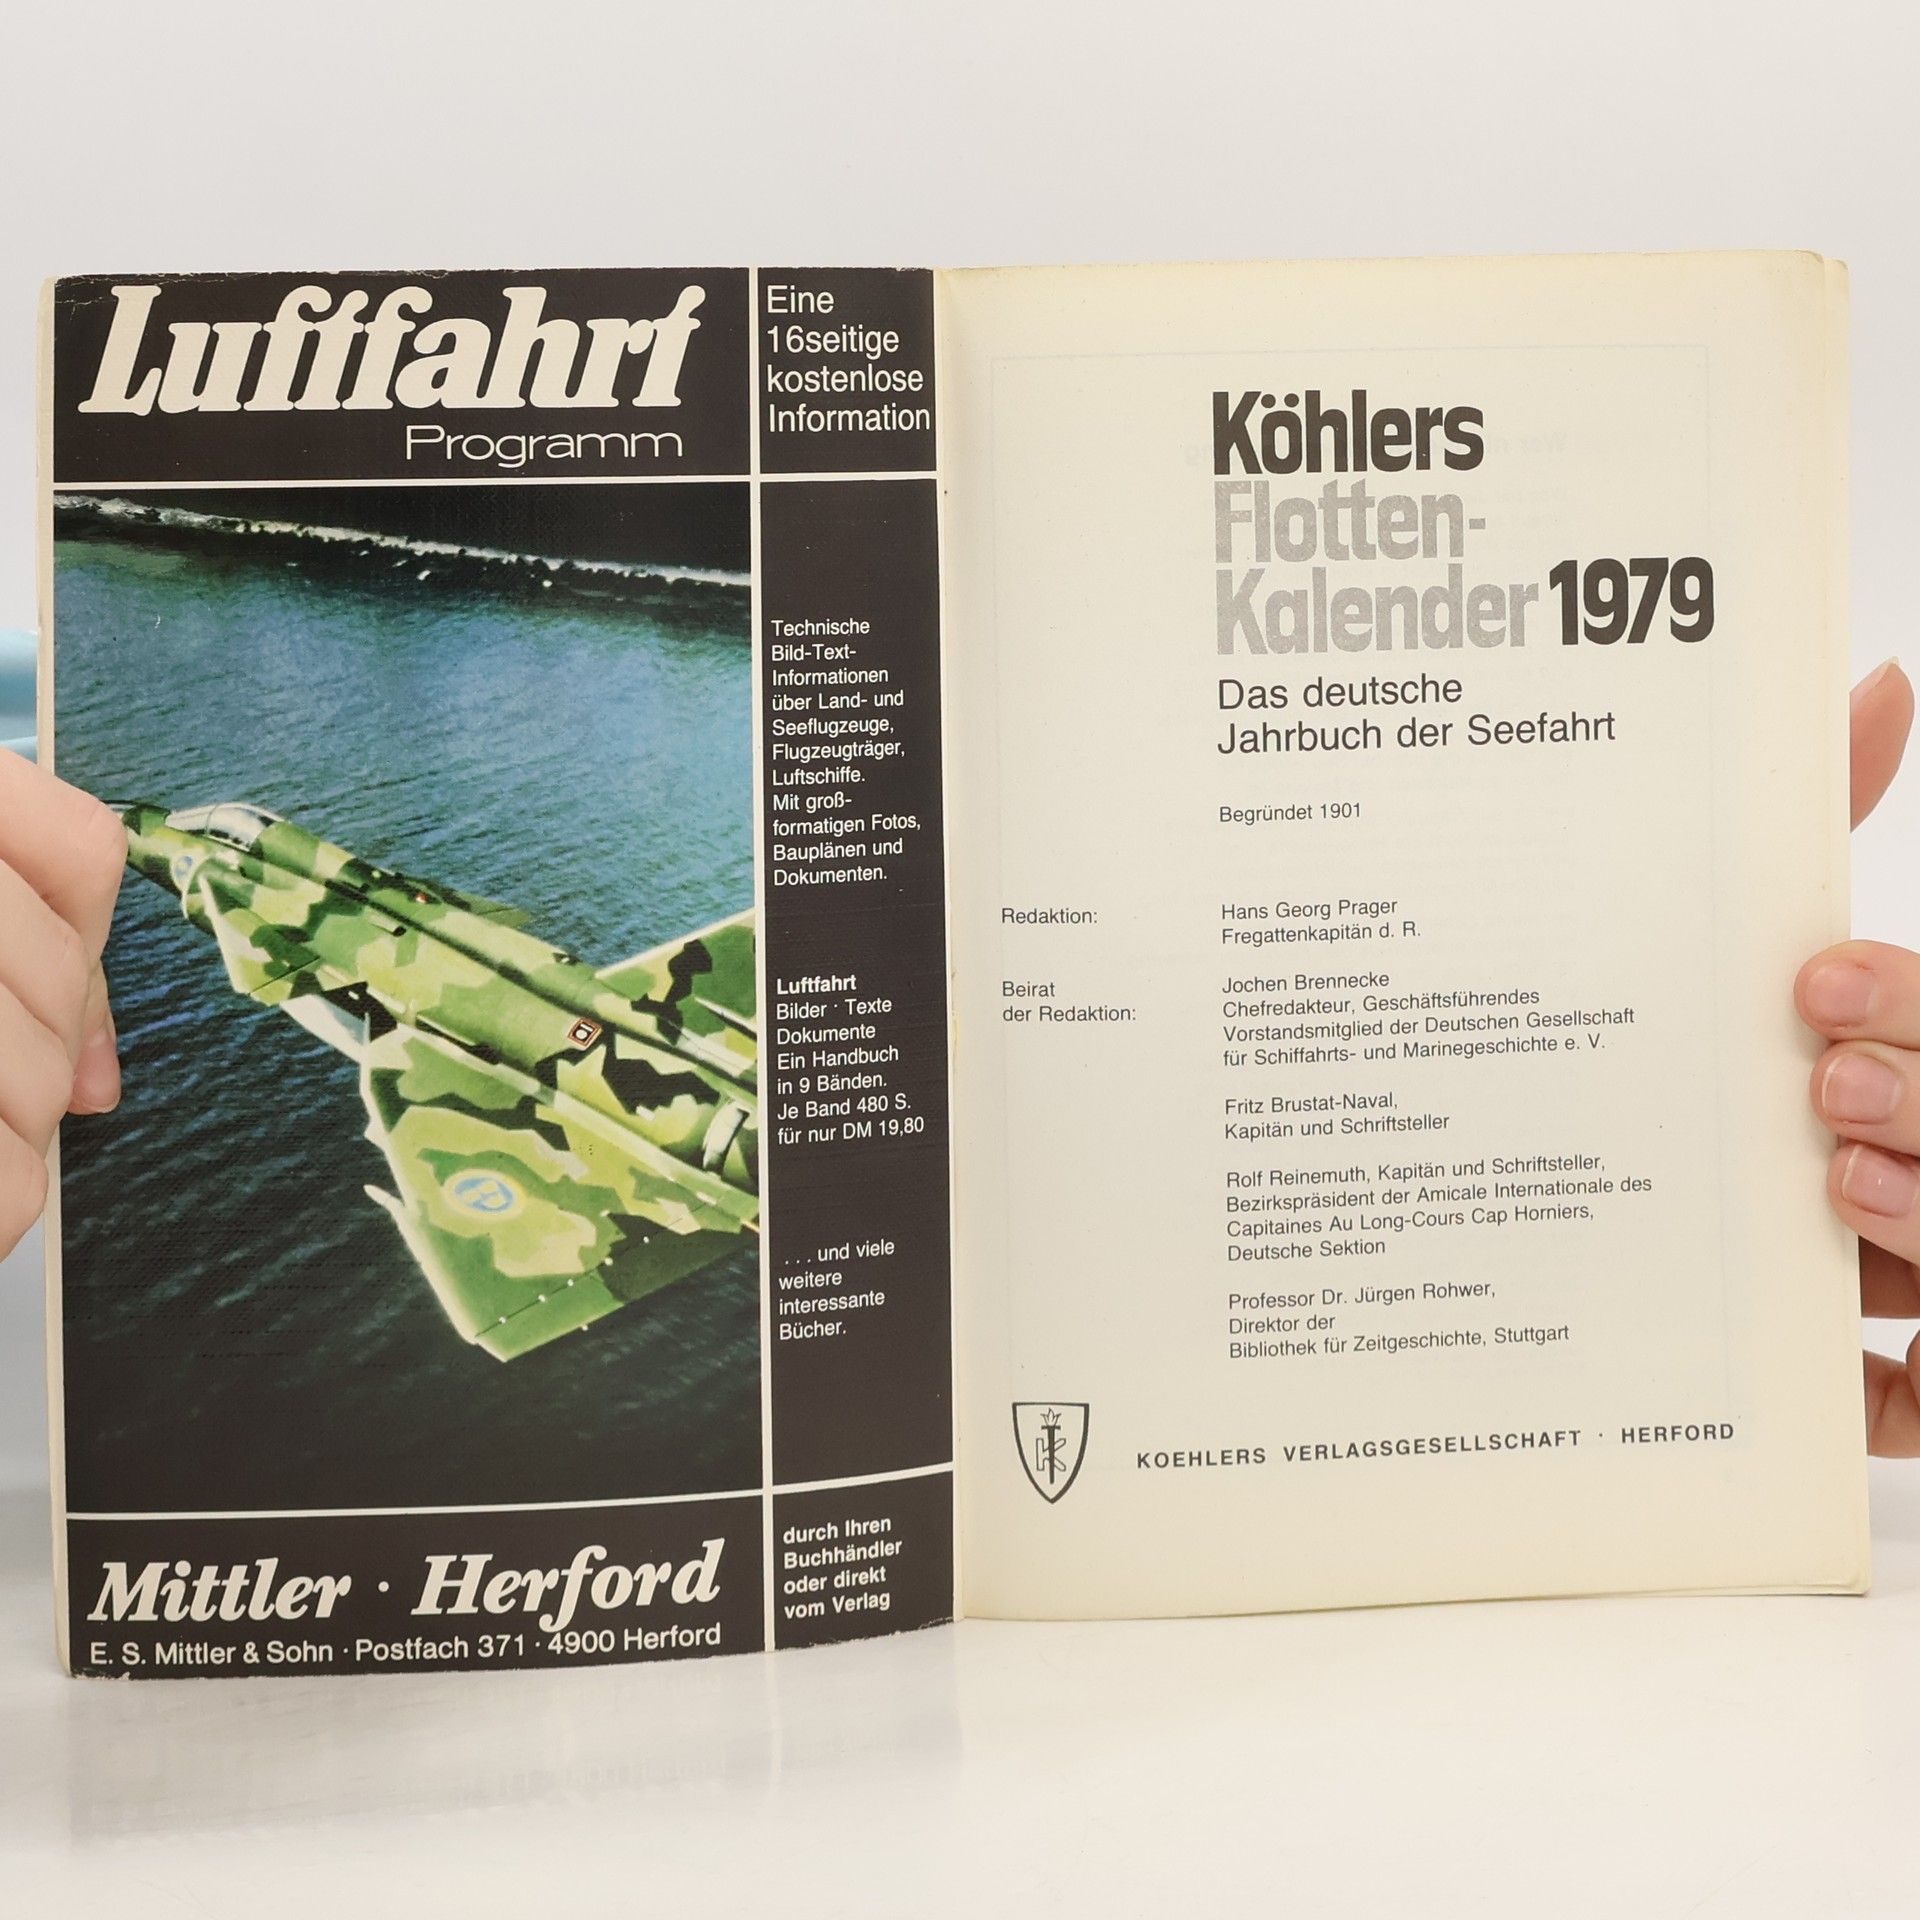 Luftfahrt
Programm
Eine
16seitige
kostenlose
Information
Technische
Bild-Text-
Informationen
über Land- und
Seeflugzeuge,
Flugzeugträger,
Luftschiffe.
Mit groß-
formatigen Fotos,
Bauplänen und
Dokumenten.
Luftfahrt
Bilder · Texte
Dokumente
Ein Handbuch
in 9 Bänden.
Je Band 480 S.
für nur DM 19,80
. . . und viele
weitere
interessante
Bücher.
Mittler · Herford
E. S. Mittler & Sohn · Postfach 371 · 4900 Herford
durch Ihren
Buchhändler
oder direkt
vom Verlag
Köhlers
Flotten-
Kalender 1979
Das deutsche
Jahrbuch der Seefahrt
Begründet 1901
Redaktion:
Hans Georg Prager
Fregattenkapitän d. R.
Beirat
der Redaktion:
Jochen Brennecke
Chefredakteur, Geschäftsführendes
Vorstandsmitglied der Deutschen Gesellschaft
für Schiffahrts- und Marinegeschichte e. V.
Fritz Brustat-Naval,
Kapitän und Schriftsteller
Rolf Reinemuth, Kapitän und Schriftsteller,
Bezirkspräsident der Amicale Internationale des
Capitaines Au Long-Cours Cap Horniers,
Deutsche Sektion
Professor Dr. Jürgen Rohwer,
Direktor der
Bibliothek für Zeitgeschichte, Stuttgart
K
KOEHLERS VERLAGSGESELLSCHAFT · HERFORD